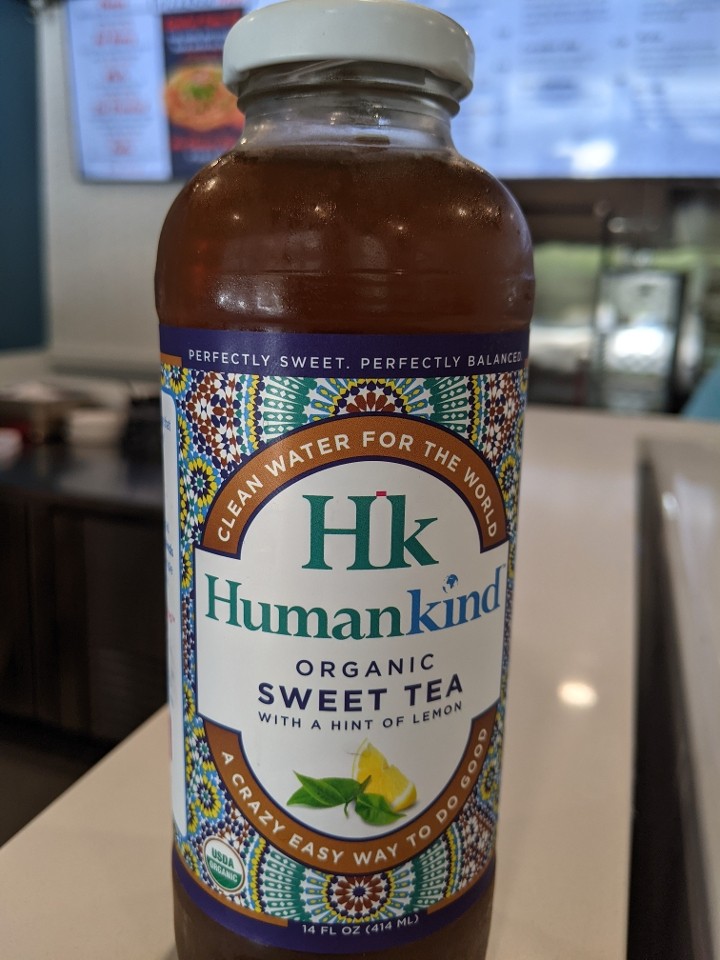 PERFECTLY SWEET. PERFECTLY BALANCED
CLEAN WATER FOR THE WORLD
Hk
Humankind
ORGANIC
SWEET TEA
WITH A HINT OF LEMON
A CRAZY EASY WAY TO DO GOOD
USDA
ORGANIC
14 FL OZ (414 ML)